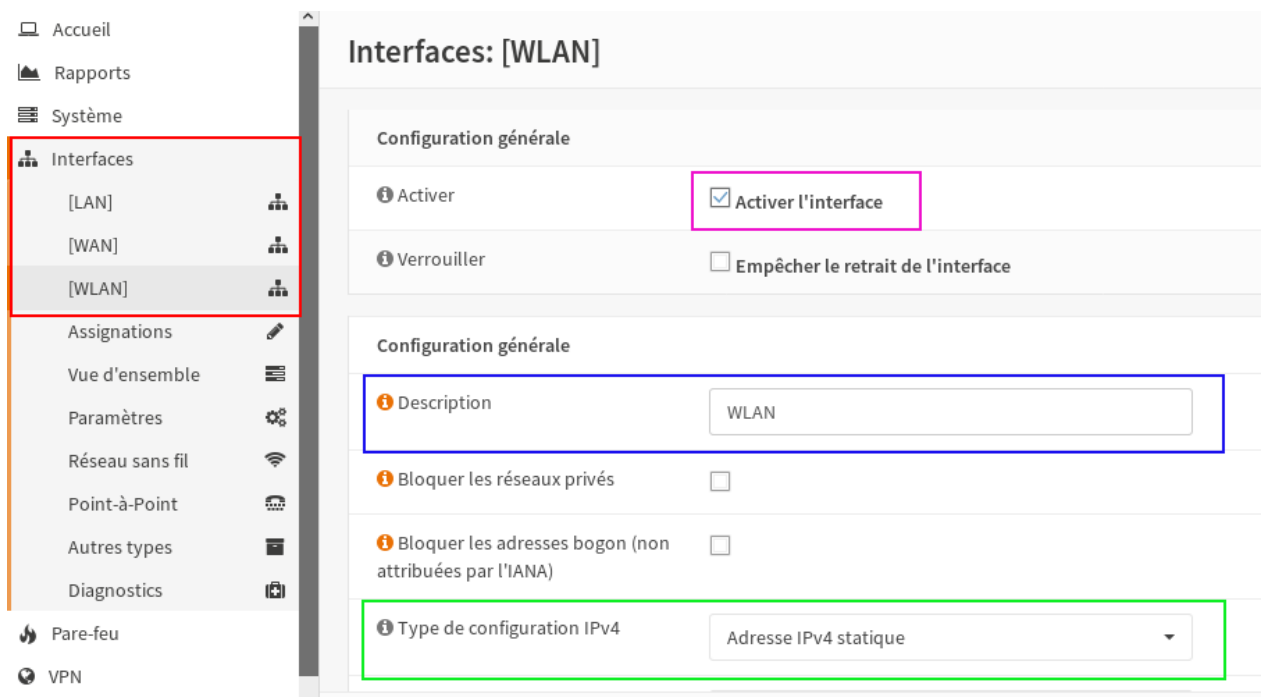 Accueil
Rapports
Système
Interfaces
[LAN]
[WAN]
[WLAN]
Assignations
Vue d'ensemble
Paramètres
Réseau sans fil
Point-à-Point
Autres types
Diagnostics
Pare-feu
VPN
Interfaces: [WLAN]
Configuration générale
Activer
Activer l'interface
Verrouiller
Empêcher le retrait de l'interface
Configuration générale
Description
WLAN
Bloquer les réseaux privés
Bloquer les adresses bogon (non
attribuées par l'IANA)
Type de configuration IPv4
Adresse IPv4 statique